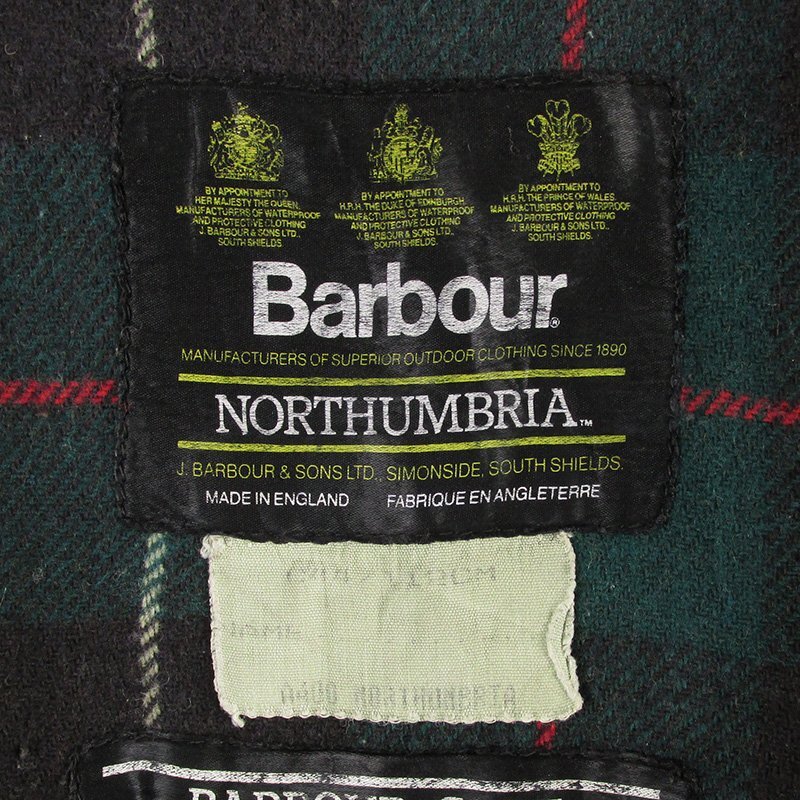 BY APPOINTMENT TO
HER MAJESTY THE QUEEN,
MANUFACTURERS OF WATERPROOF
AND PROTECTIVE CLOTHING
J. BARBOUR & SONS LTD.
SOUTH SHIELDS
BY APPOINTMENT TO
H.R.H. THE DUKE OF EDINBURGH,
MANUFACTURERS OF WATERPROOF
AND PROTECTIVE CLOTHING
J. BARBOUR & SONS LTD.
SOUTH SHIELDS.
BY APPOINTMENT TO
H.R.H. THE PRINCE OF WALES,
MANUFACTURERS OF WATERPROOF
AND PROTECTIVE CLOTHING
J. BARBOUR & SONS LTD.
SOUTH SHIELDS.
Barbour®
MANUFACTURERS OF SUPERIOR OUTDOOR CLOTHING SINCE 1890
NORTHUMBRIA™
J. BARBOUR & SONS LTD., SIMONSIDE, SOUTH SHIELDS.
MADE IN ENGLAND FABRIQUE EN ANGLETERRE
NORTHUMBRIA
BARBOUR